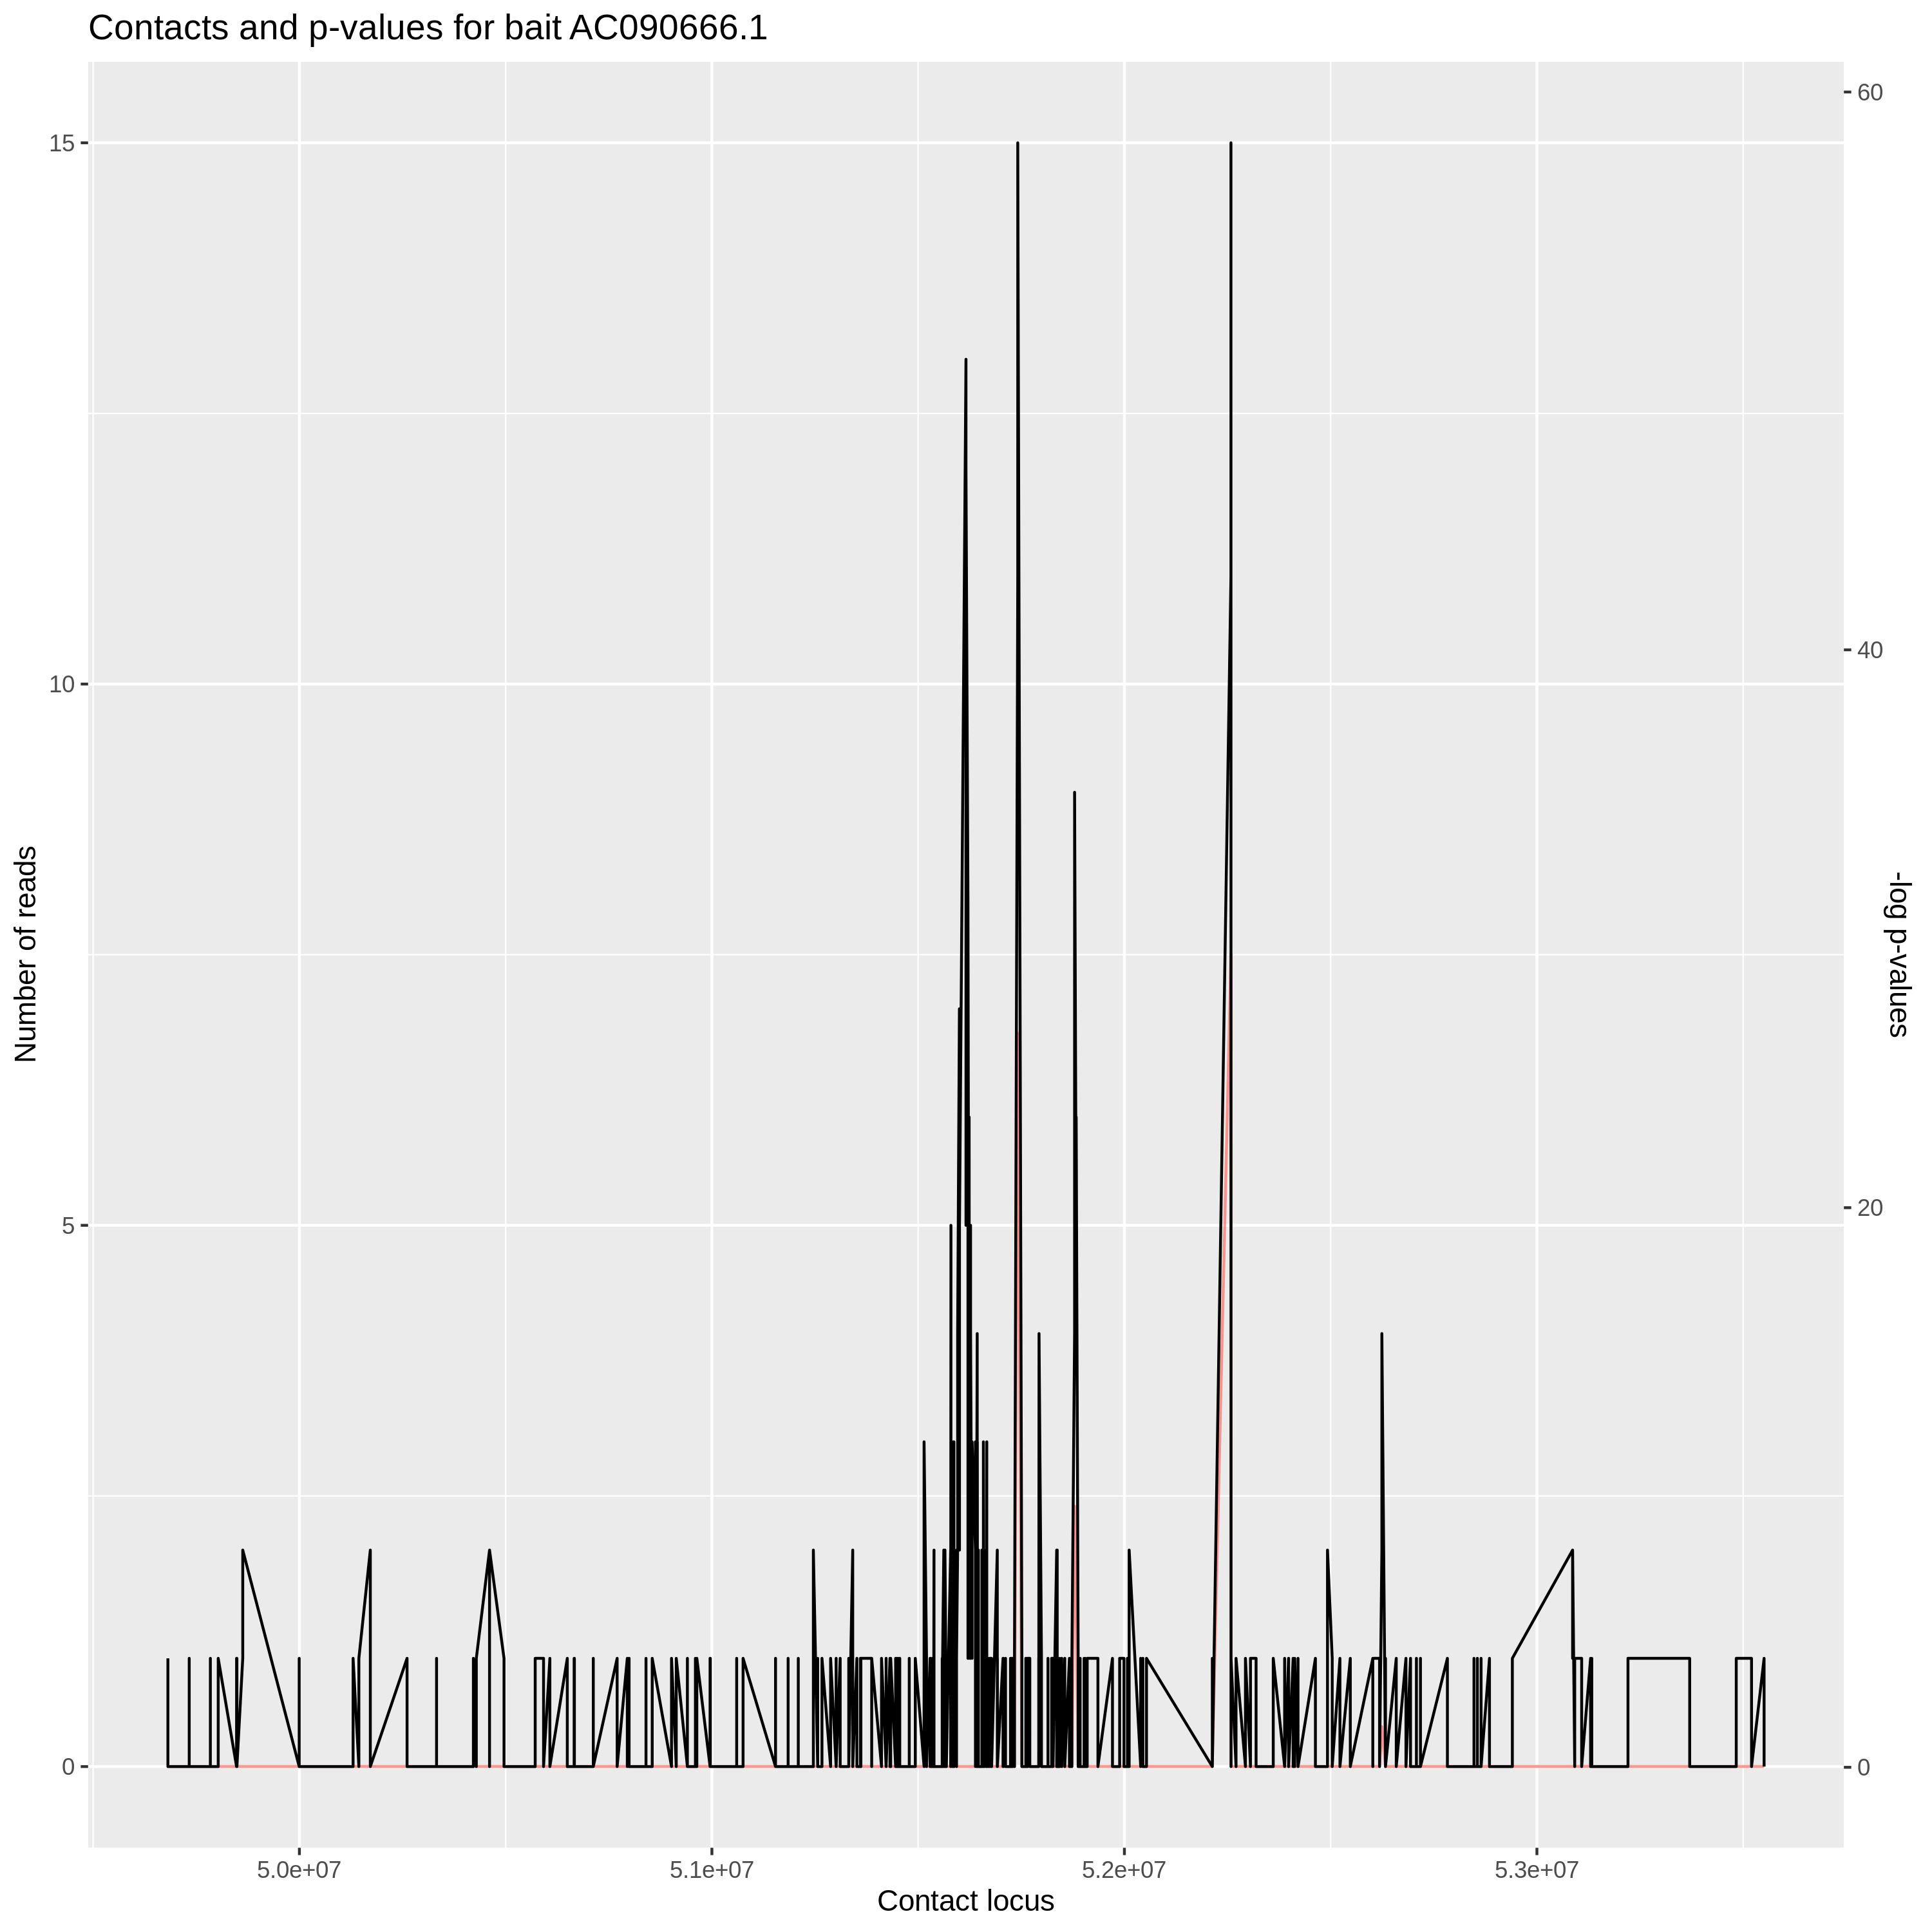 Contacts and p-values for bait AC090666.1
15
10
5
0
Number of reads
60
40
20
0
-log p-values
5.0e+07
5.1e+07
5.2e+07
5.3e+07
Contact locus